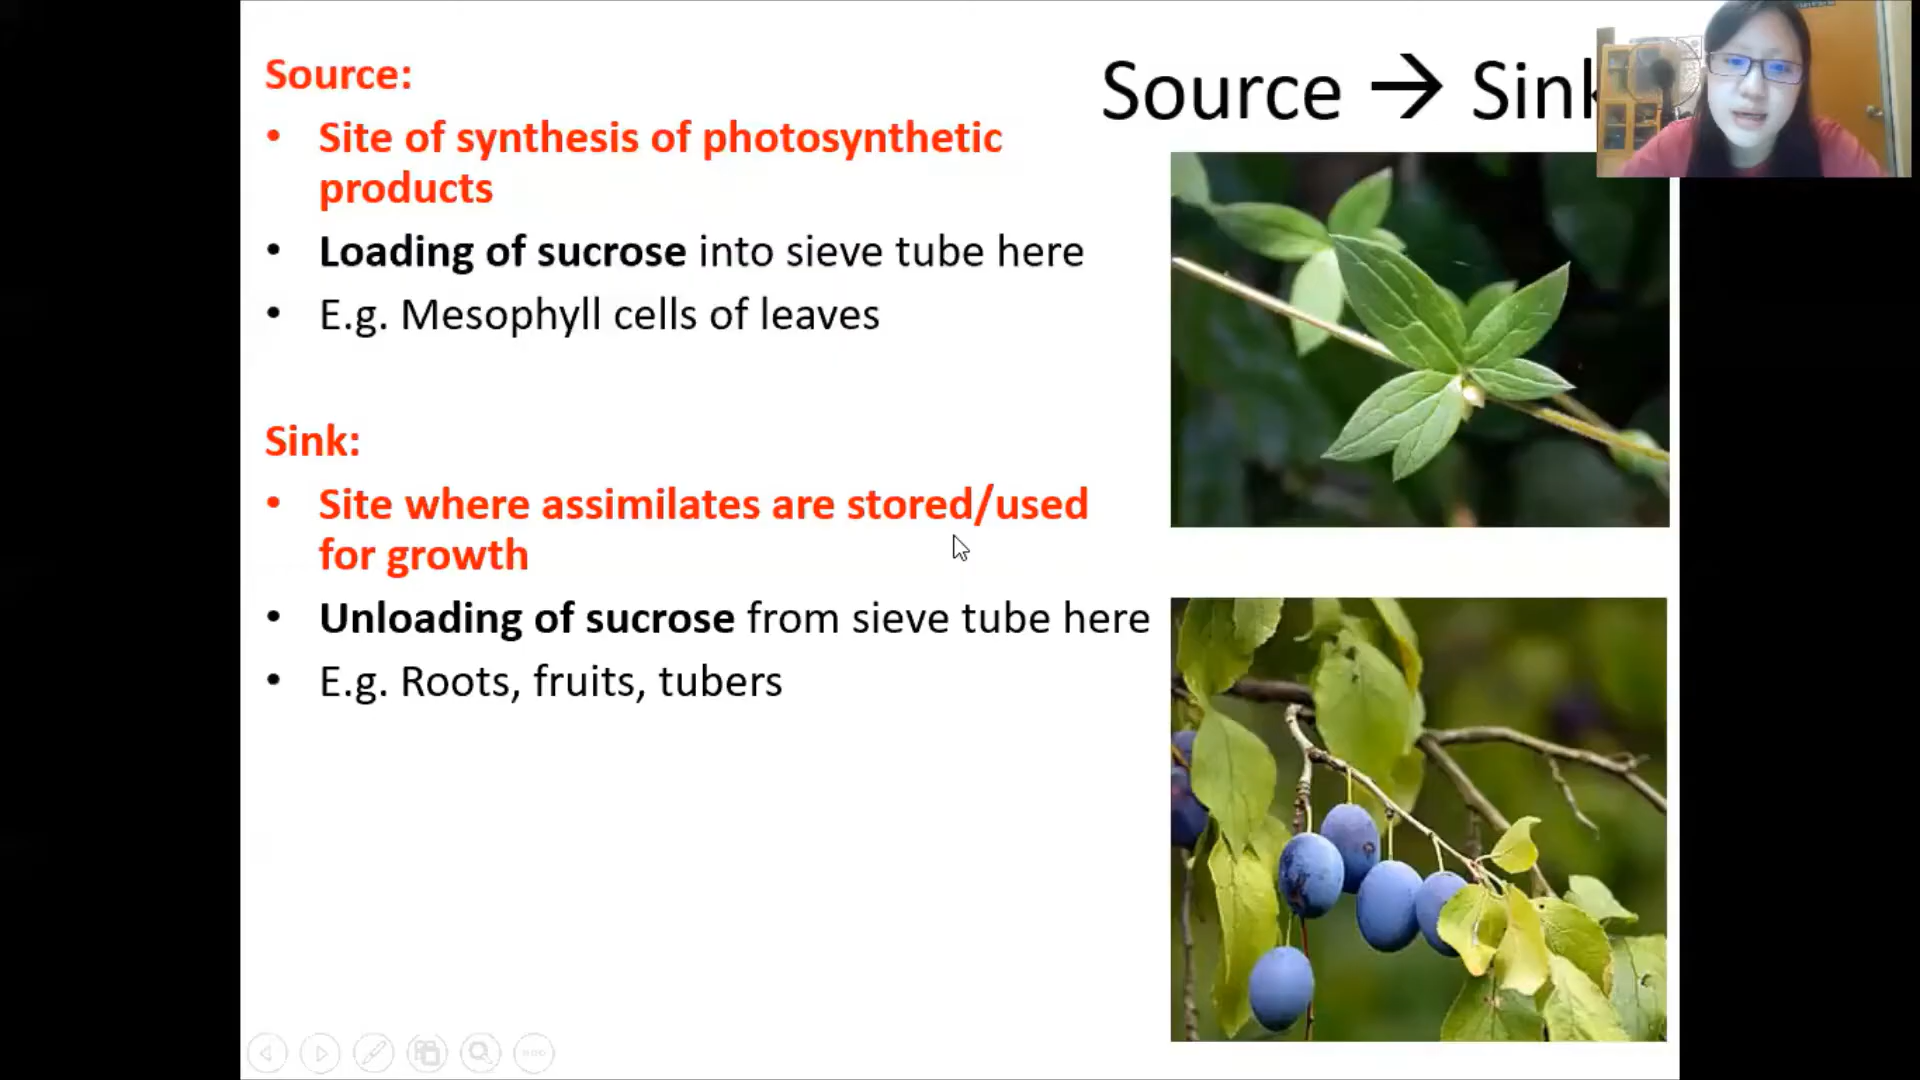 Source → Sink
Source:
• Site of synthesis of photosynthetic
products
• Loading of sucrose into sieve tube here
• E.g. Mesophyll cells of leaves
Sink:
• Site where assimilates are stored/used
for growth
• Unloading of sucrose from sieve tube here
• E.g. Roots, fruits, tubers